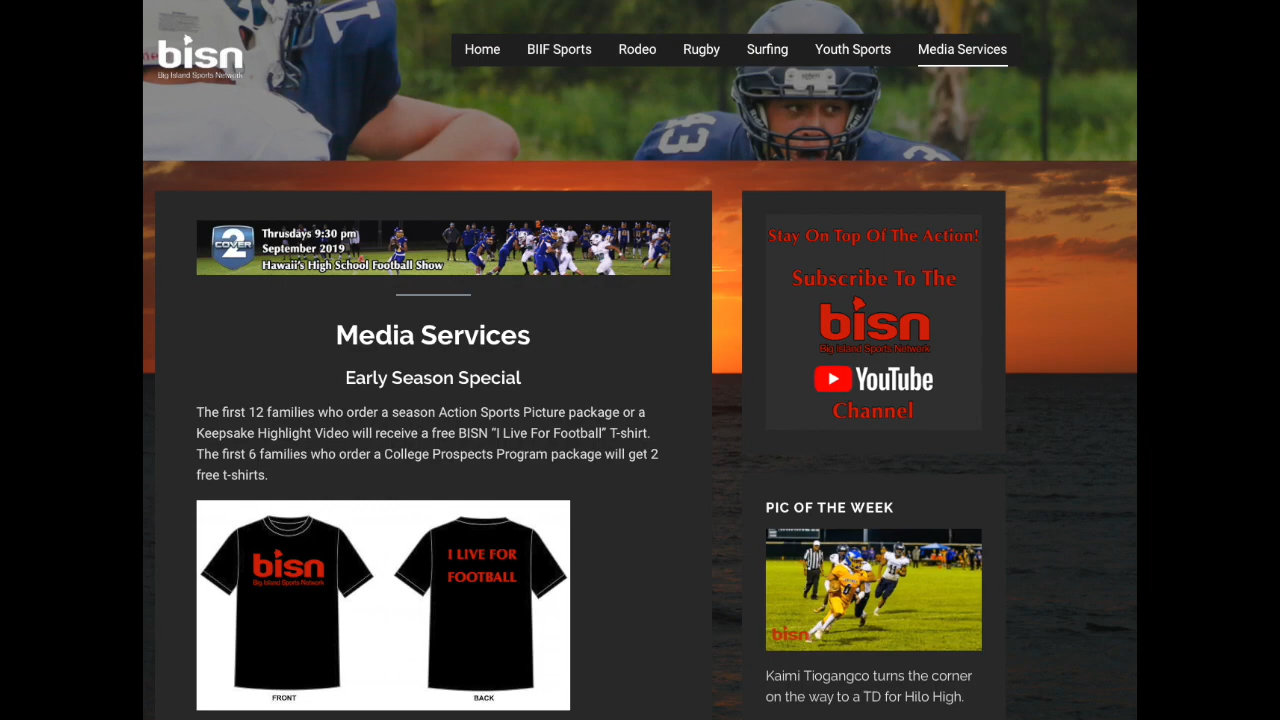 bisn
Big Island Sports Network
Home BIIF Sports Rodeo Rugby Surfing Youth Sports Media Services
43
COVER 2
Thrusdays 9:30 pm
September 2019
Hawaii's High School Football Show
Media Services
Early Season Special
The first 12 families who order a season Action Sports Picture package or a
Keepsake Highlight Video will receive a free BISN “I Live For Football” T-shirt.
The first 6 families who order a College Prospects Program package will get 2
free t-shirts.
bisn
Big Island Sports Network
I LIVE FOR
FOOTBALL
FRONT
BACK
Stay On Top Of The Action!
Subscribe To The
bisn
Big Island Sports Network
YouTube
Channel
PIC OF THE WEEK
bisn
Kaimi Tiogangco turns the corner
on the way to a TD for Hilo High.